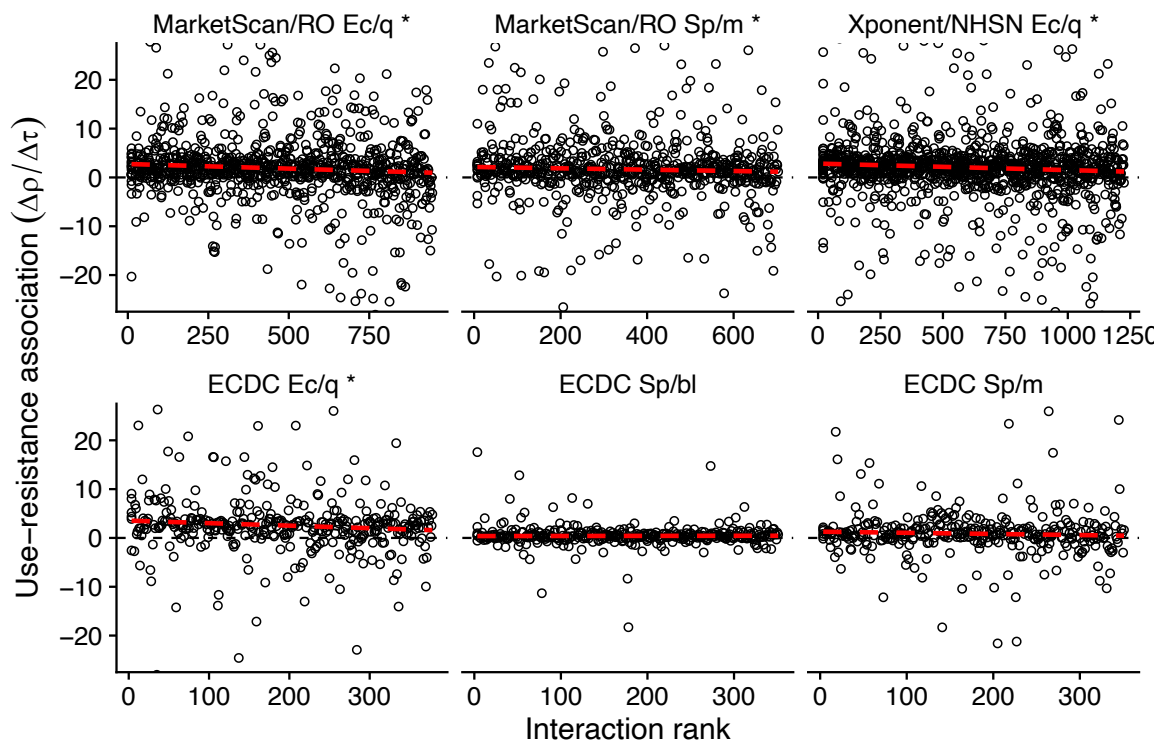 MarketScan/RO Ec/q *
MarketScan/RO Sp/m *
Xponent/NHSN Ec/q *
20
10
0
−10
−20
0 250 500 750
0 200 400 600
0 250 500 750 1000 1250
ECDC Ec/q *
ECDC Sp/bl
ECDC Sp/m
20
10
0
−10
−20
0 100 200 300
0 100 200 300
0 100 200 300
Use−resistance association (Δρ/Δτ)
Interaction rank